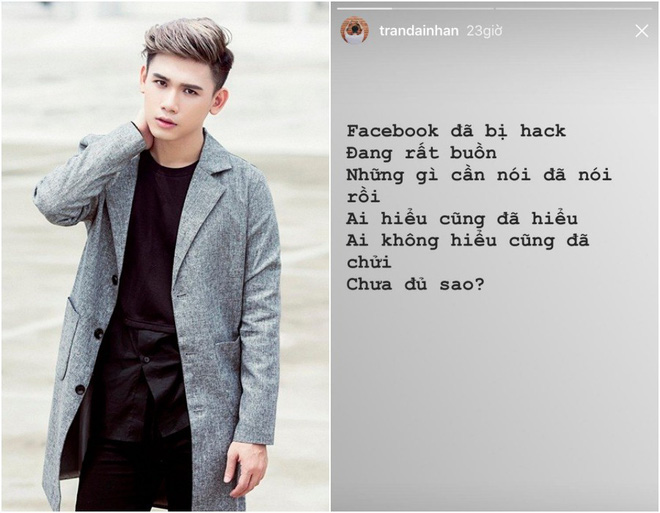 trandainhan 23giờ
Facebook đã bị hack
Đang rất buồn
Những gì cần nói đã nói
rồi
Ai hiểu cũng đã hiểu
Ai không hiểu cũng đã
chửi
Chưa đủ sao?